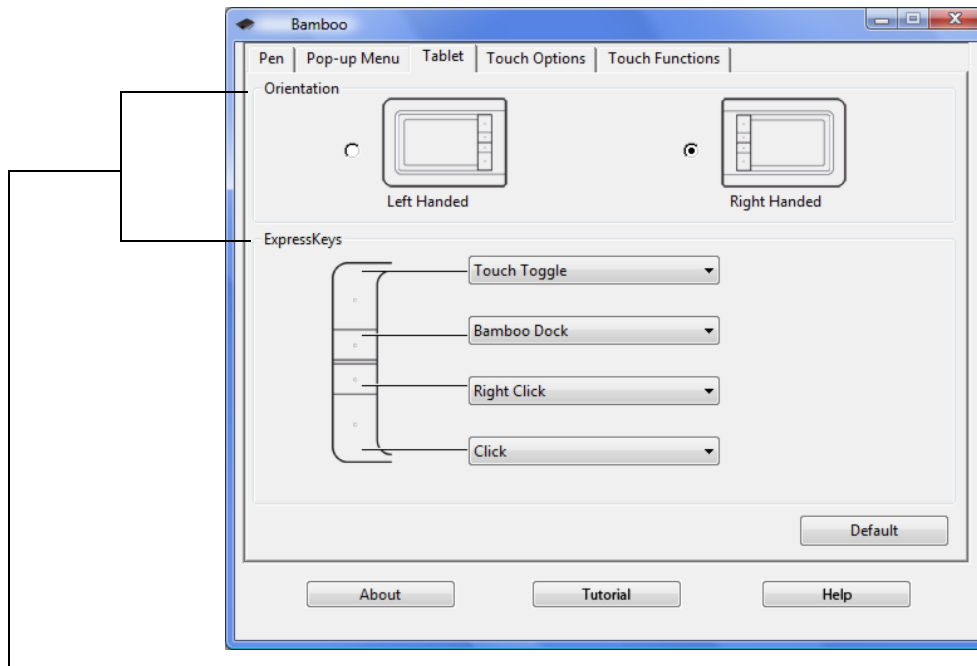 Bamboo
Pen Pop-up Menu Tablet Touch Options Touch Functions
Orientation
Left Handed Right Handed
ExpressKeys
Touch Toggle
Bamboo Dock
Right Click
Click
Default
About Tutorial Help